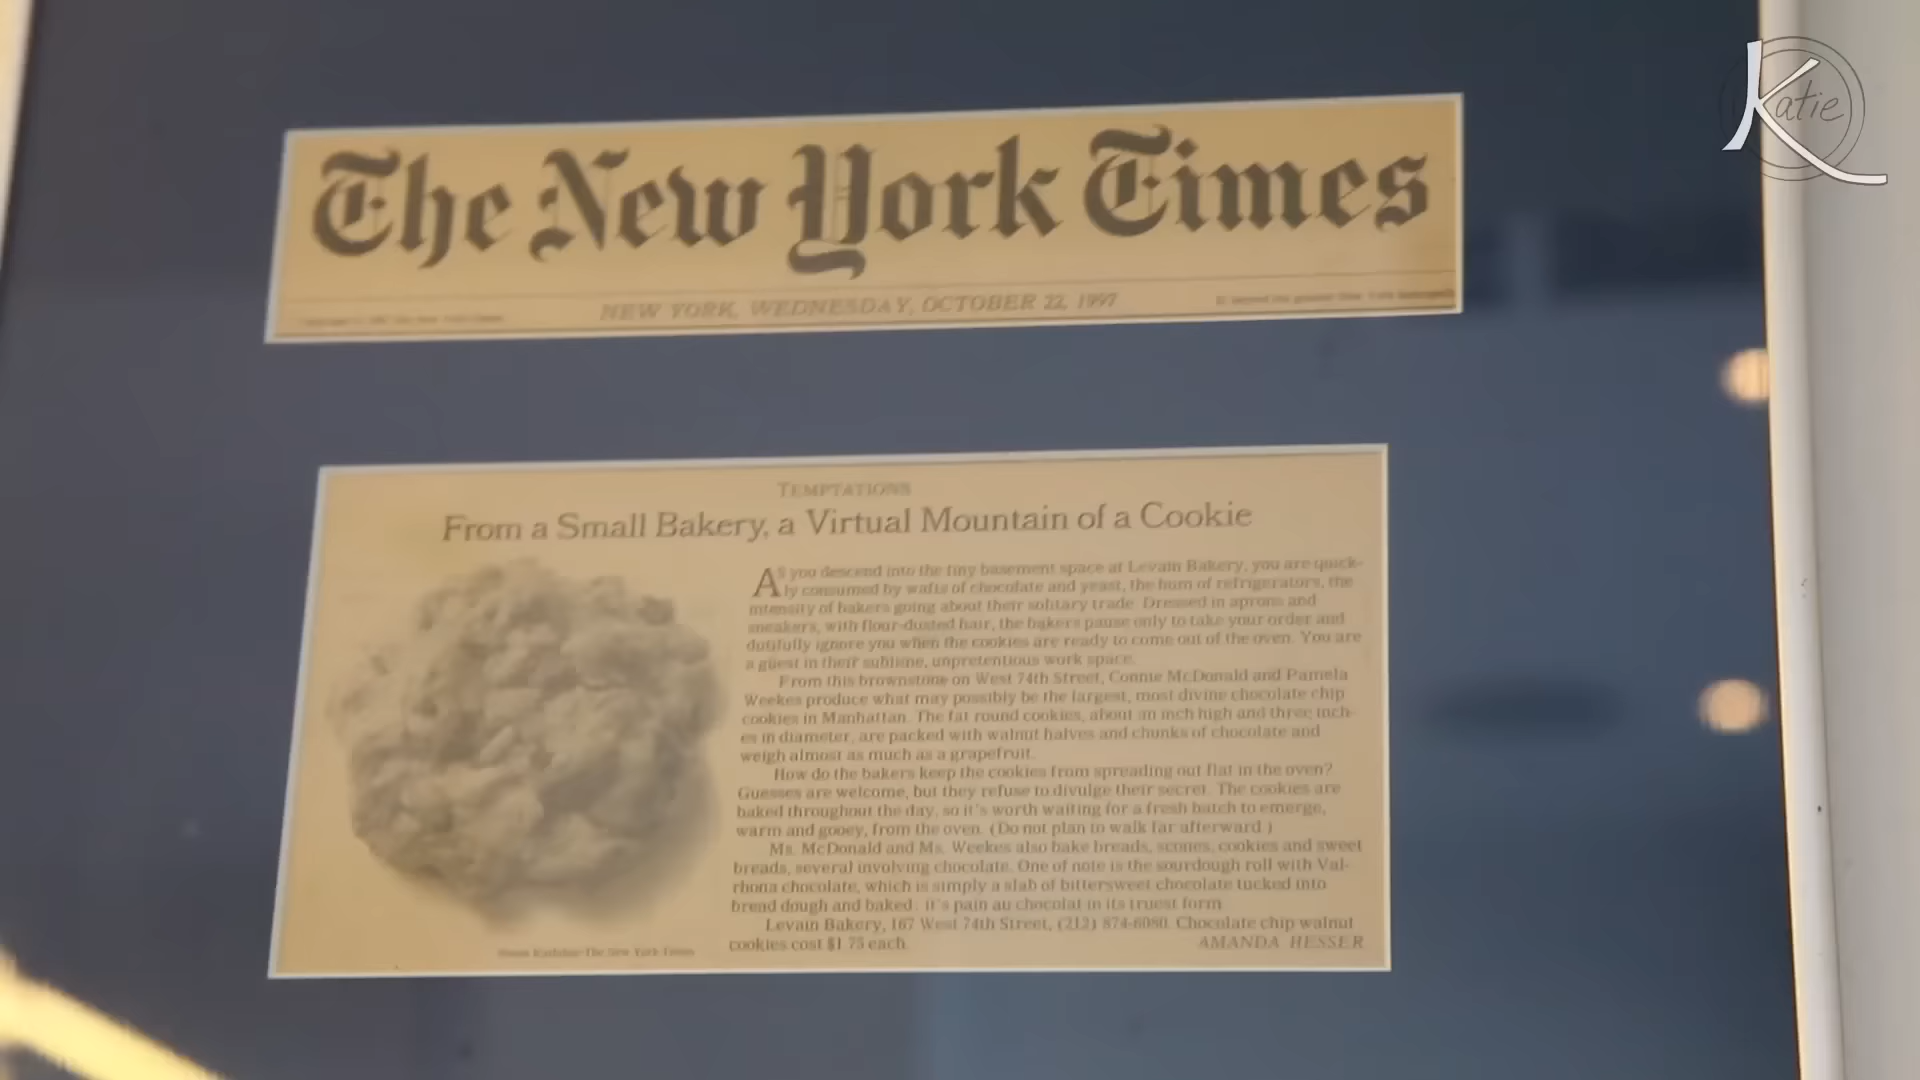 Katie
The New York Times
NEW YORK, WEDNESDAY, OCTOBER 22, 1997
TEMPTATIONS
From a Small Bakery, a Virtual Mountain of a Cookie
As you descend into the tiny basement space at Levain Bakery, you are quick-
ly consumed by wafts of chocolate and yeast, the hum of refrigerators, the
intensity of bakers going about their solitary trade. Dressed in aprons and
sneakers, with flour-dusted hair, the bakers pause only to take your order and
dutifully ignore you when the cookies are ready to come out of the oven. You are
a guest in their sublime, unpretentious work space.
From this brownstone on West 74th Street, Connie McDonald and Pamela
Weekes produce what may possibly be the largest, most divine chocolate chip
cookies in Manhattan. The fat round cookies, about an inch high and three inch-
es in diameter, are packed with walnut halves and chunks of chocolate and
weigh almost as much as a grapefruit.
How do the bakers keep the cookies from spreading out flat in the oven?
Guesses are welcome, but they refuse to divulge their secret. The cookies are
baked throughout the day, so it's worth waiting for a fresh batch to emerge,
warm and gooey, from the oven. (Do not plan to walk far afterward.)
Ms. McDonald and Ms. Weekes also bake breads, scones, cookies and sweet
breads, several involving chocolate. One of note is the sourdough roll with Val-
rhona chocolate, which is simply a slab of bittersweet chocolate tucked into
bread dough and baked: it's pain au chocolat in its truest form.
Levain Bakery, 167 West 74th Street, (212) 874-6080. Chocolate chip walnut
cookies cost $1.75 each. AMANDA HESSER
The New York Times